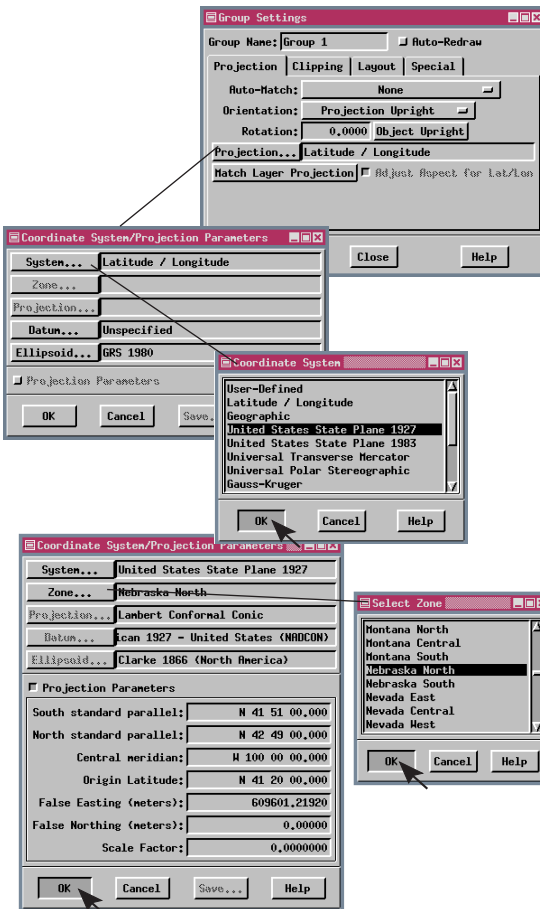 Group Settings
Group Name: Group 1 Auto-Redraw
Projection Clipping Layout Special
Auto-Match: None
Orientation: Projection Upright
Rotation: 0.0000 Object Upright
Projection... Latitude / Longitude
Match Layer Projection Adjust Aspect for Lat/Lon
Close Help
Coordinate System/Projection Parameters
System... Latitude / Longitude
Zone...
Projection...
Datum... Unspecified
Ellipsoid... GRS 1980
Projection Parameters
OK Cancel Save.
Coordinate System
User-Defined
Latitude / Longitude
Geographic
United States State Plane 1927
United States State Plane 1983
Universal Transverse Mercator
Universal Polar Stereographic
Gauss-Kruger
OK Cancel Help
Coordinate System/Projection Parameters
System... United States State Plane 1927
Zone... Nebraska North
Projection... Lambert Conformal Conic
Datum... ican 1927 - United States (NADCON)
Ellipsoid... Clarke 1866 (North America)
Projection Parameters
South standard parallel: N 41 51 00.000
North standard parallel: N 42 49 00.000
Central meridian: W 100 00 00.000
Origin Latitude: N 41 20 00.000
False Easting (meters): 609601.21920
False Northing (meters): 0.00000
Scale Factor: 0.0000000
OK Cancel Save... Help
Select Zone
Montana North
Montana Central
Montana South
Nebraska North
Nebraska South
Nevada East
Nevada Central
Nevada West
OK Cancel Help